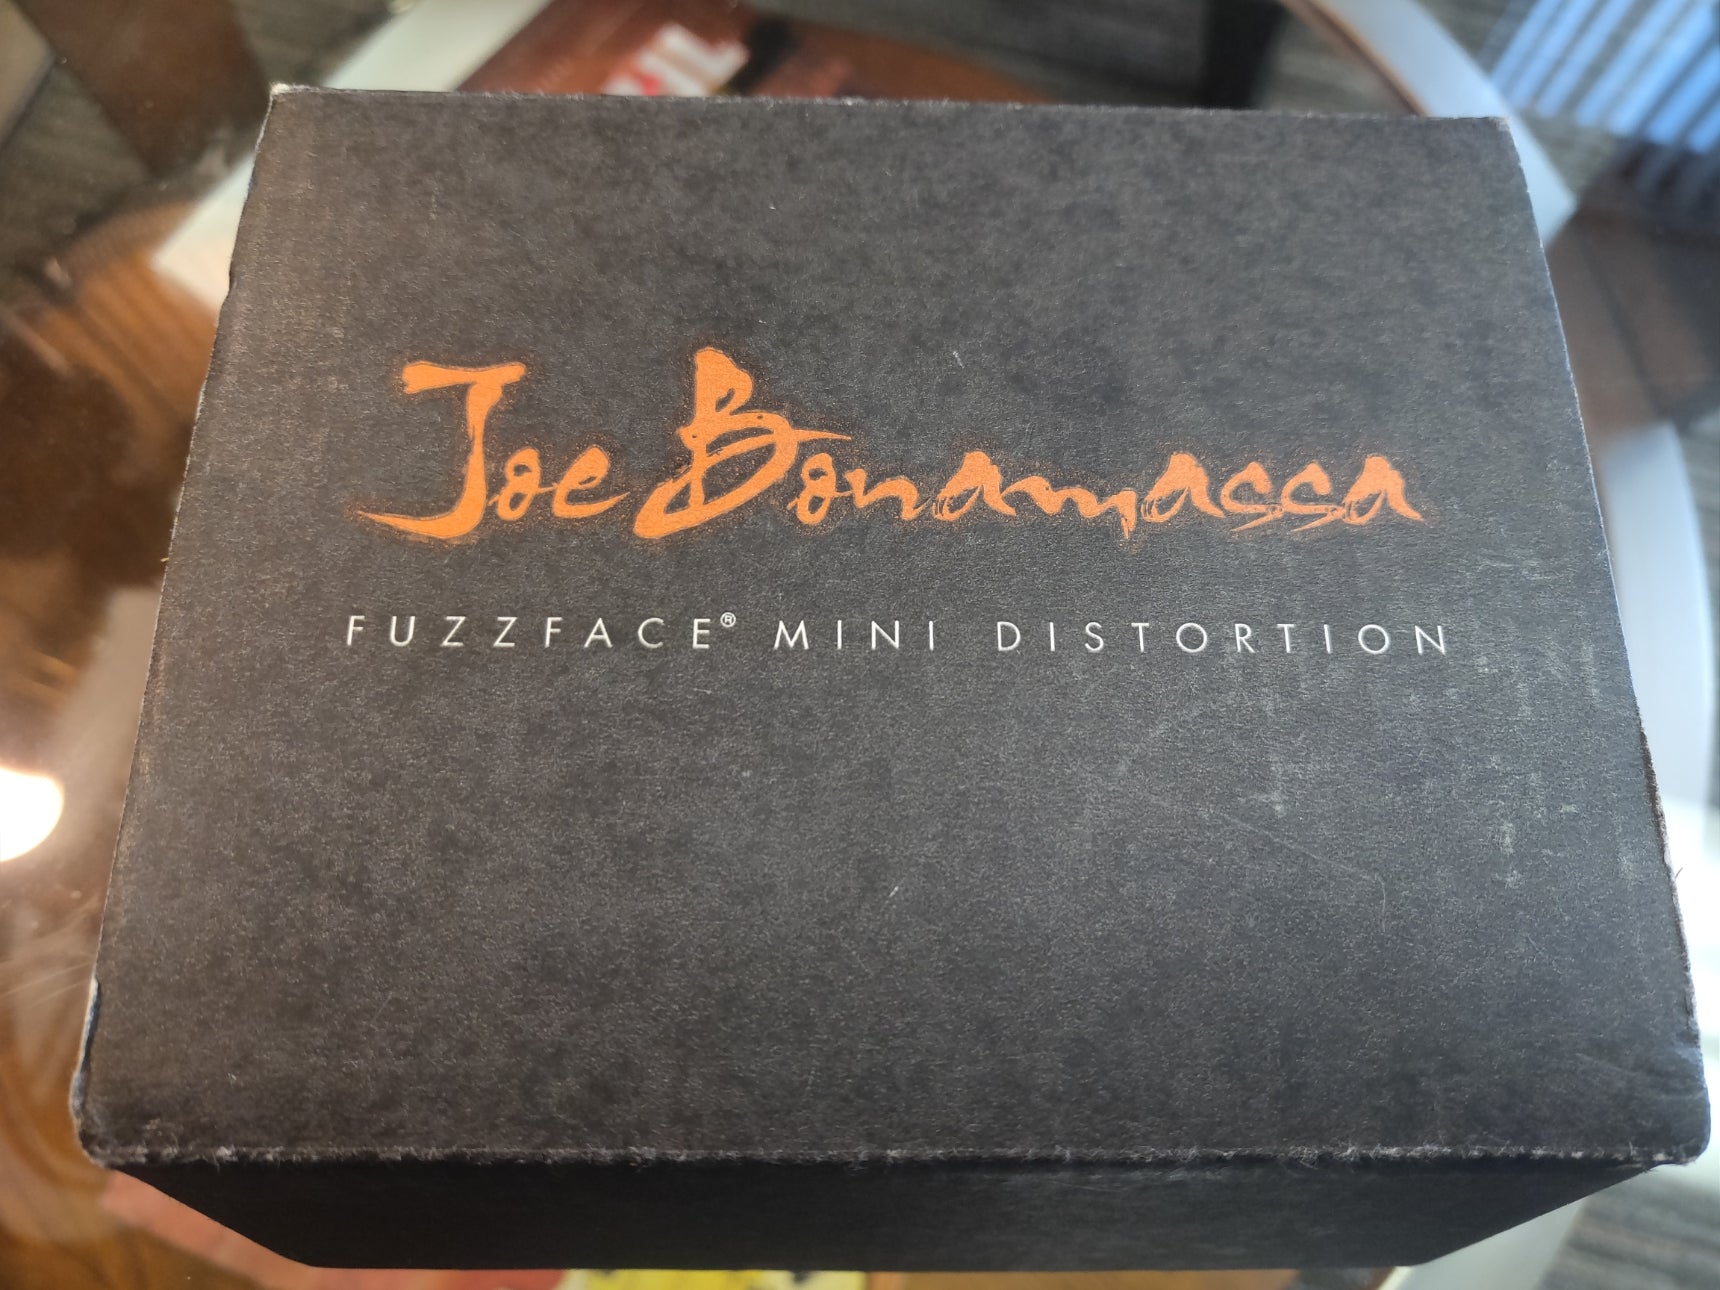 Joe Bonamassa
FUZZFACE® MINI DISTORTION